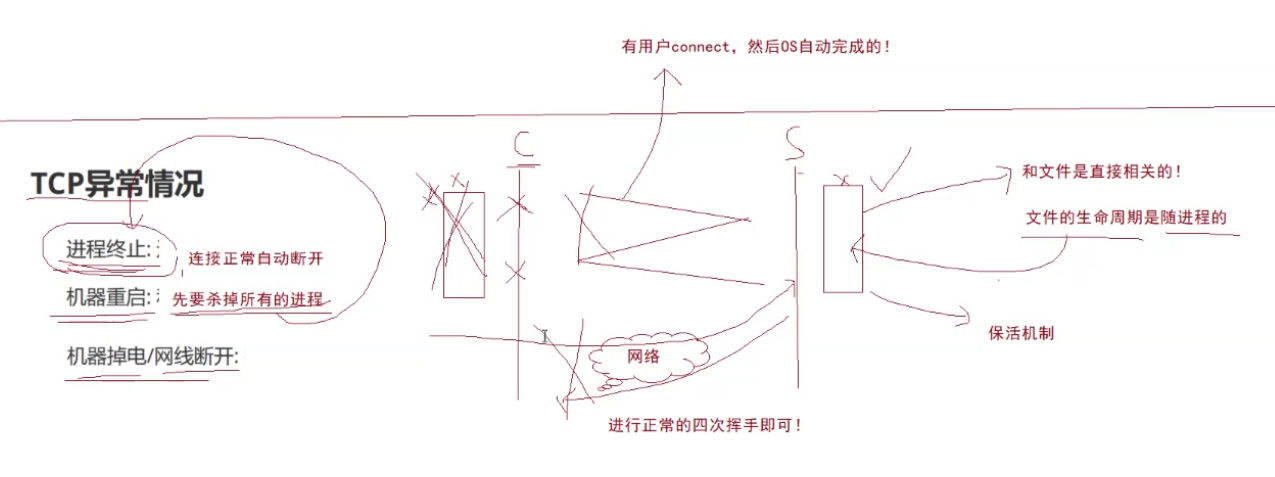 有用户connect，然后OS自动完成的！
C
S
TCP异常情况
和文件是直接相关的！
文件的生命周期是随进程的
进程终止:
连接正常自动断开
机器重启:
先要杀掉所有的进程
保活机制
机器掉电/网线断开:
网络
进行正常的四次挥手即可！